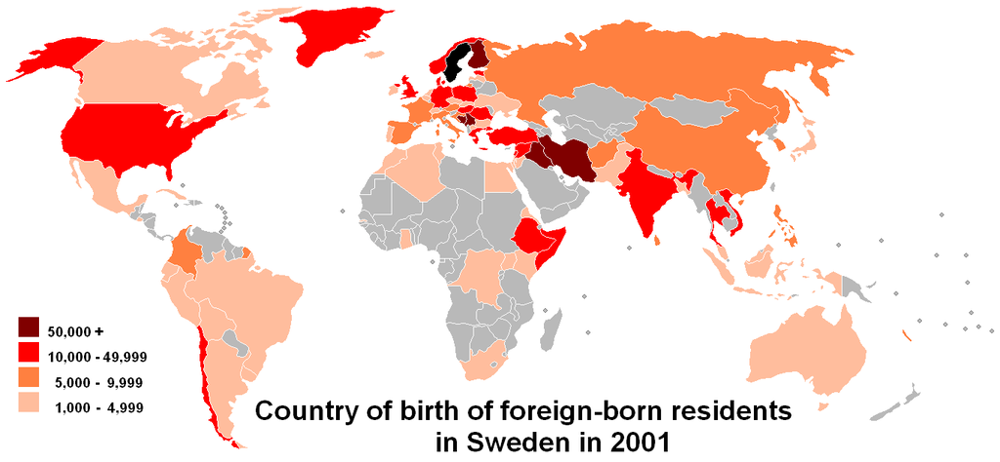 50,000 +
10,000 - 49,999
5,000 - 9,999
1,000 - 4,999
Country of birth of foreign-born residents
in Sweden in 2001